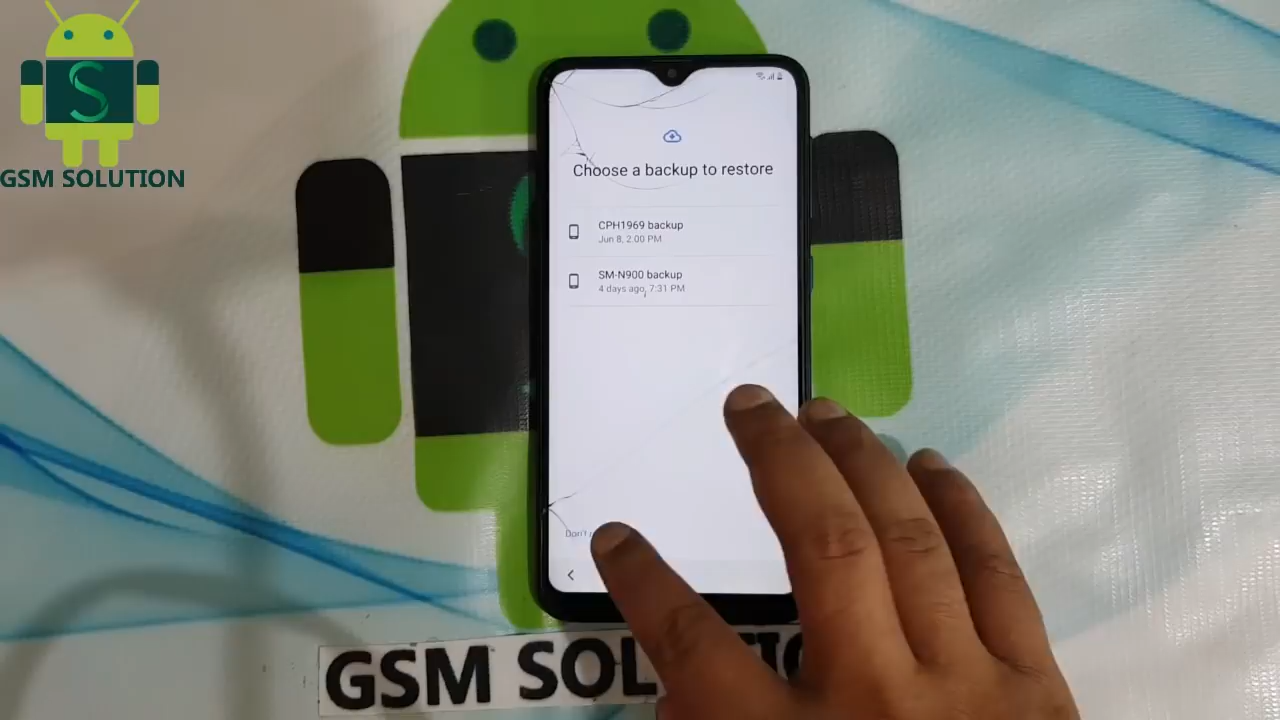 GSM SOLUTION
Choose a backup to restore
CPH1969 backup
Jun 8, 2:00 PM
SM-N900 backup
4 days ago, 7:31 PM
Don't
GSM SOL